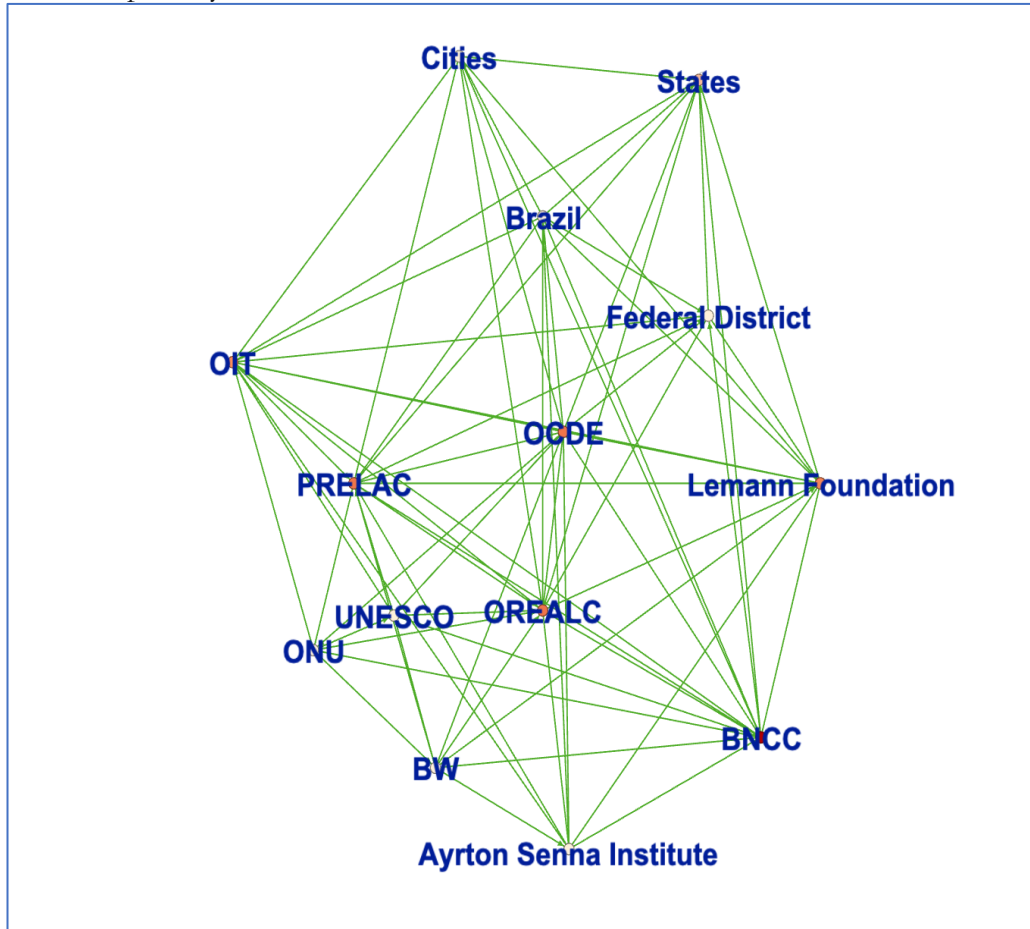 Cities
States
Brazil
Federal District
OIT
OCDE
PRELAC
Lemann Foundation
UNESCO
OREALC
ONU
BNCC
BW
Ayrton Senna Institute